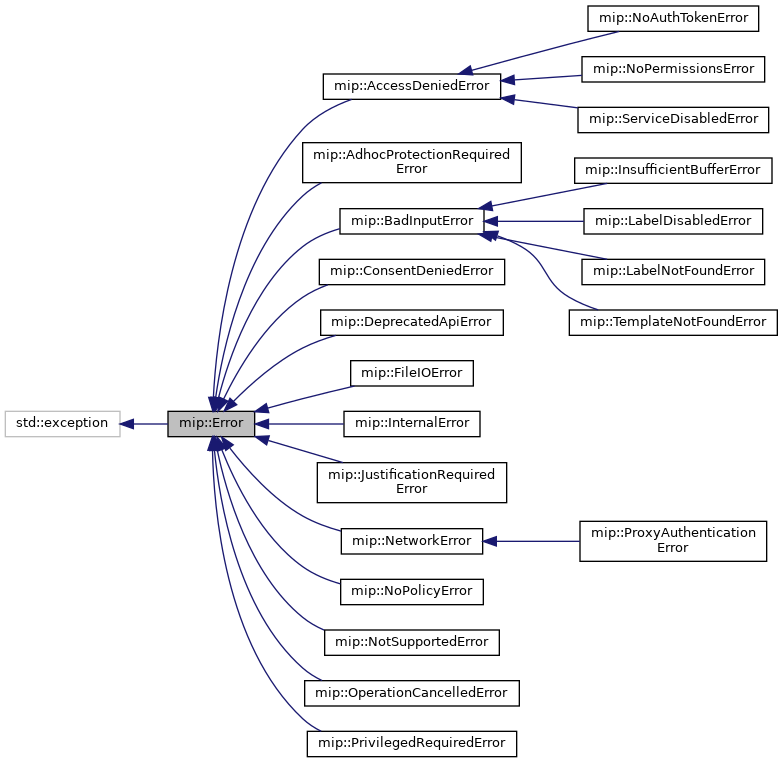 mip::NoAuthTokenError
mip::NoPermissionsError
mip::AccessDeniedError
mip::ServiceDisabledError
mip::AdhocProtectionRequired
Error
mip::InsufficientBufferError
mip::BadInputError
mip::LabelDisabledError
mip::ConsentDeniedError
mip::LabelNotFoundError
mip::DeprecatedApiError
mip::TemplateNotFoundError
mip::FileIOError
std::exception
mip::Error
mip::InternalError
mip::JustificationRequired
Error
mip::NetworkError
mip::ProxyAuthentication
Error
mip::NoPolicyError
mip::NotSupportedError
mip::OperationCancelledError
mip::PrivilegedRequiredError